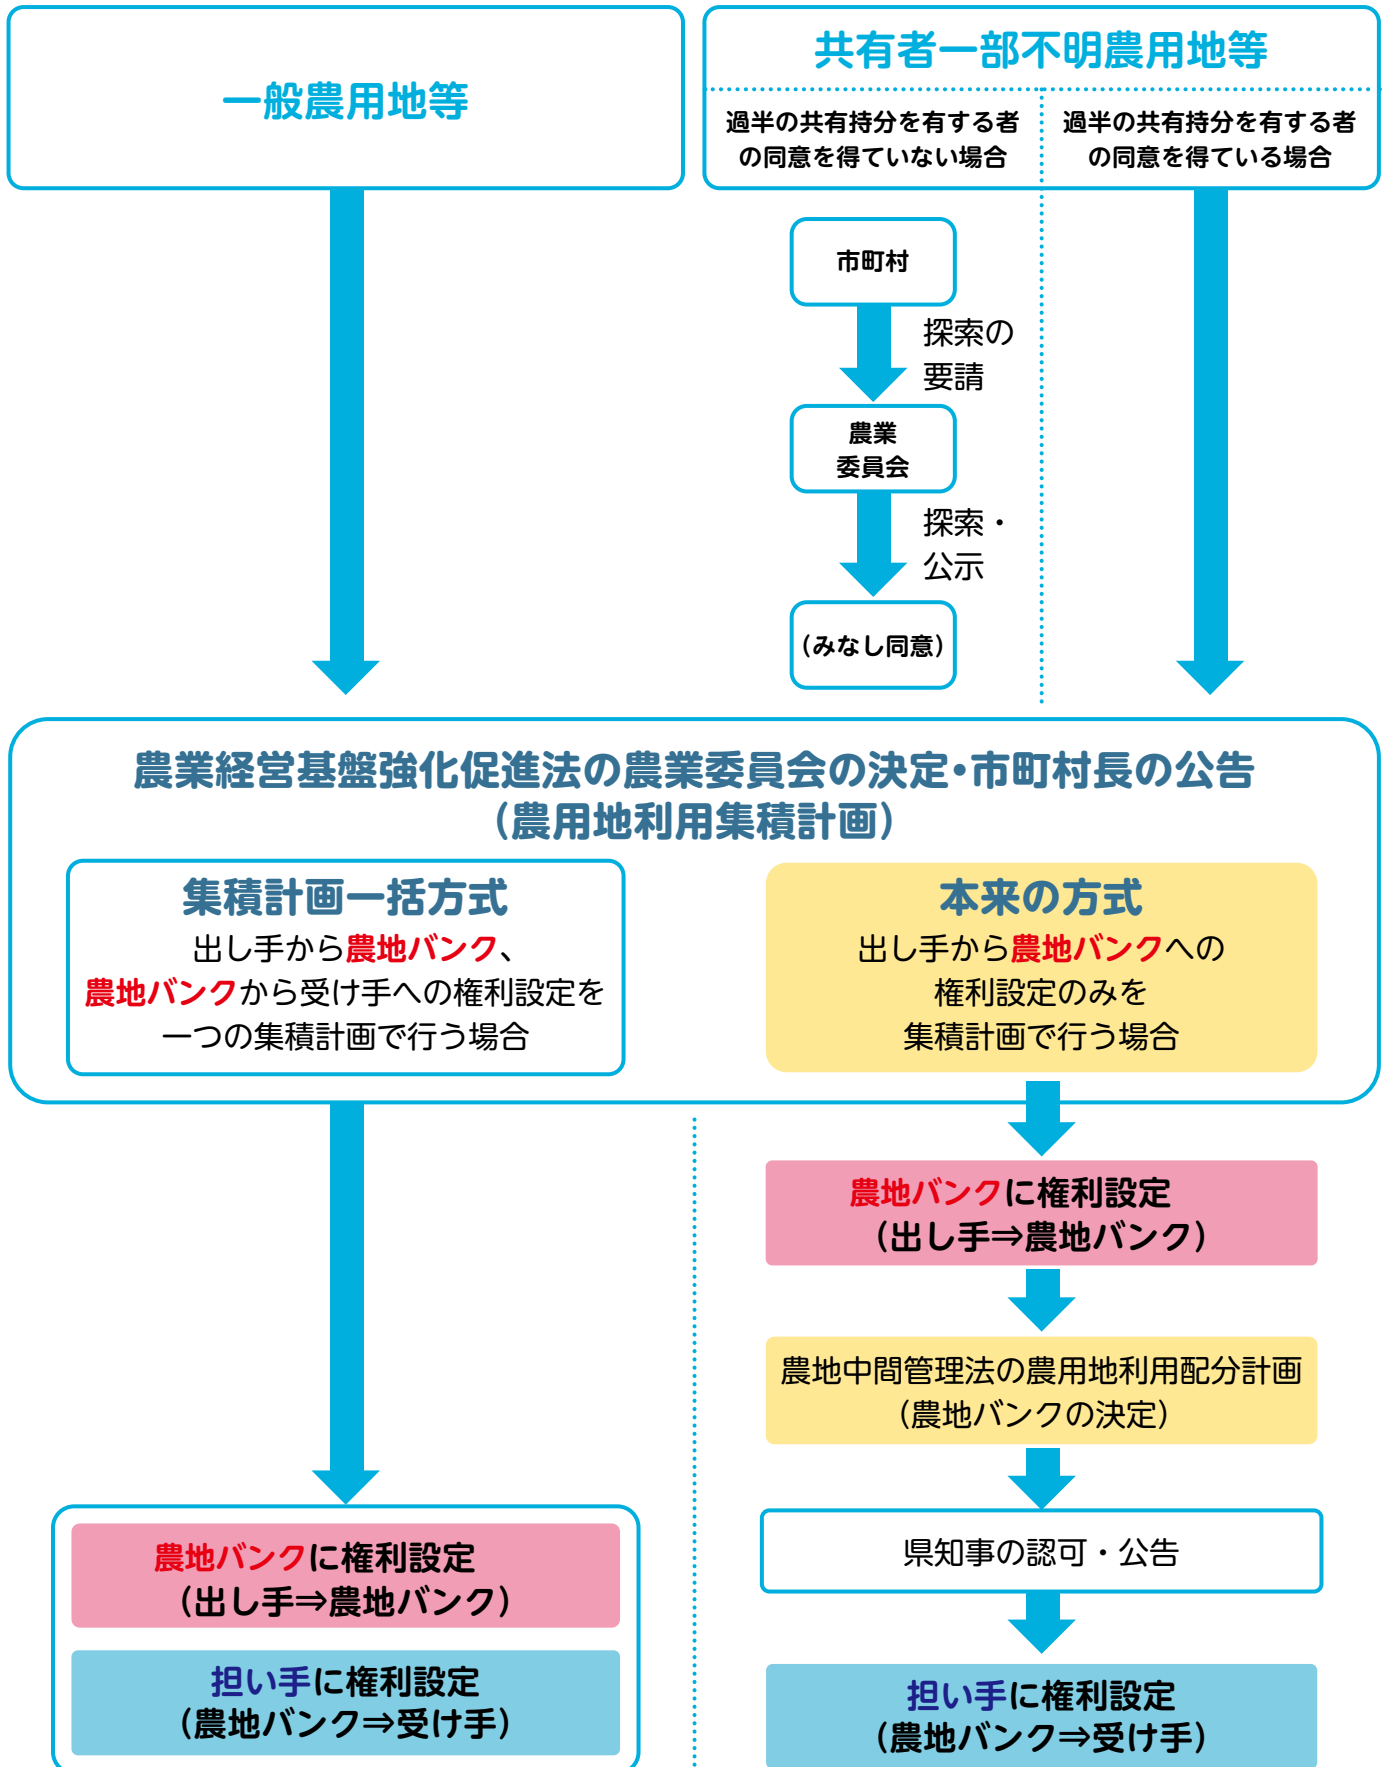 一般農用地等
共有者一部不明農用地等
過半の共有持分を有する者
の同意を得ていない場合
過半の共有持分を有する者
の同意を得ている場合
市町村
探索の
要請
農業
委員会
探索・
公示
(みなし同意)
農業経営基盤強化促進法の農業委員会の決定・市町村長の公告
(農用地利用集積計画)
集積計画一括方式
出し手から農地バンク、
農地バンクから受け手への権利設定を
一つの集積計画で行う場合
本来の方式
出し手から農地バンクへの
権利設定のみを
集積計画で行う場合
農地バンクに権利設定
(出し手⇒農地バンク)
農地中間管理法の農用地利用配分計画
(農地バンクの決定)
県知事の認可・公告
農地バンクに権利設定
(出し手⇒農地バンク)
担い手に権利設定
(農地バンク⇒受け手)
担い手に権利設定
(農地バンク⇒受け手)